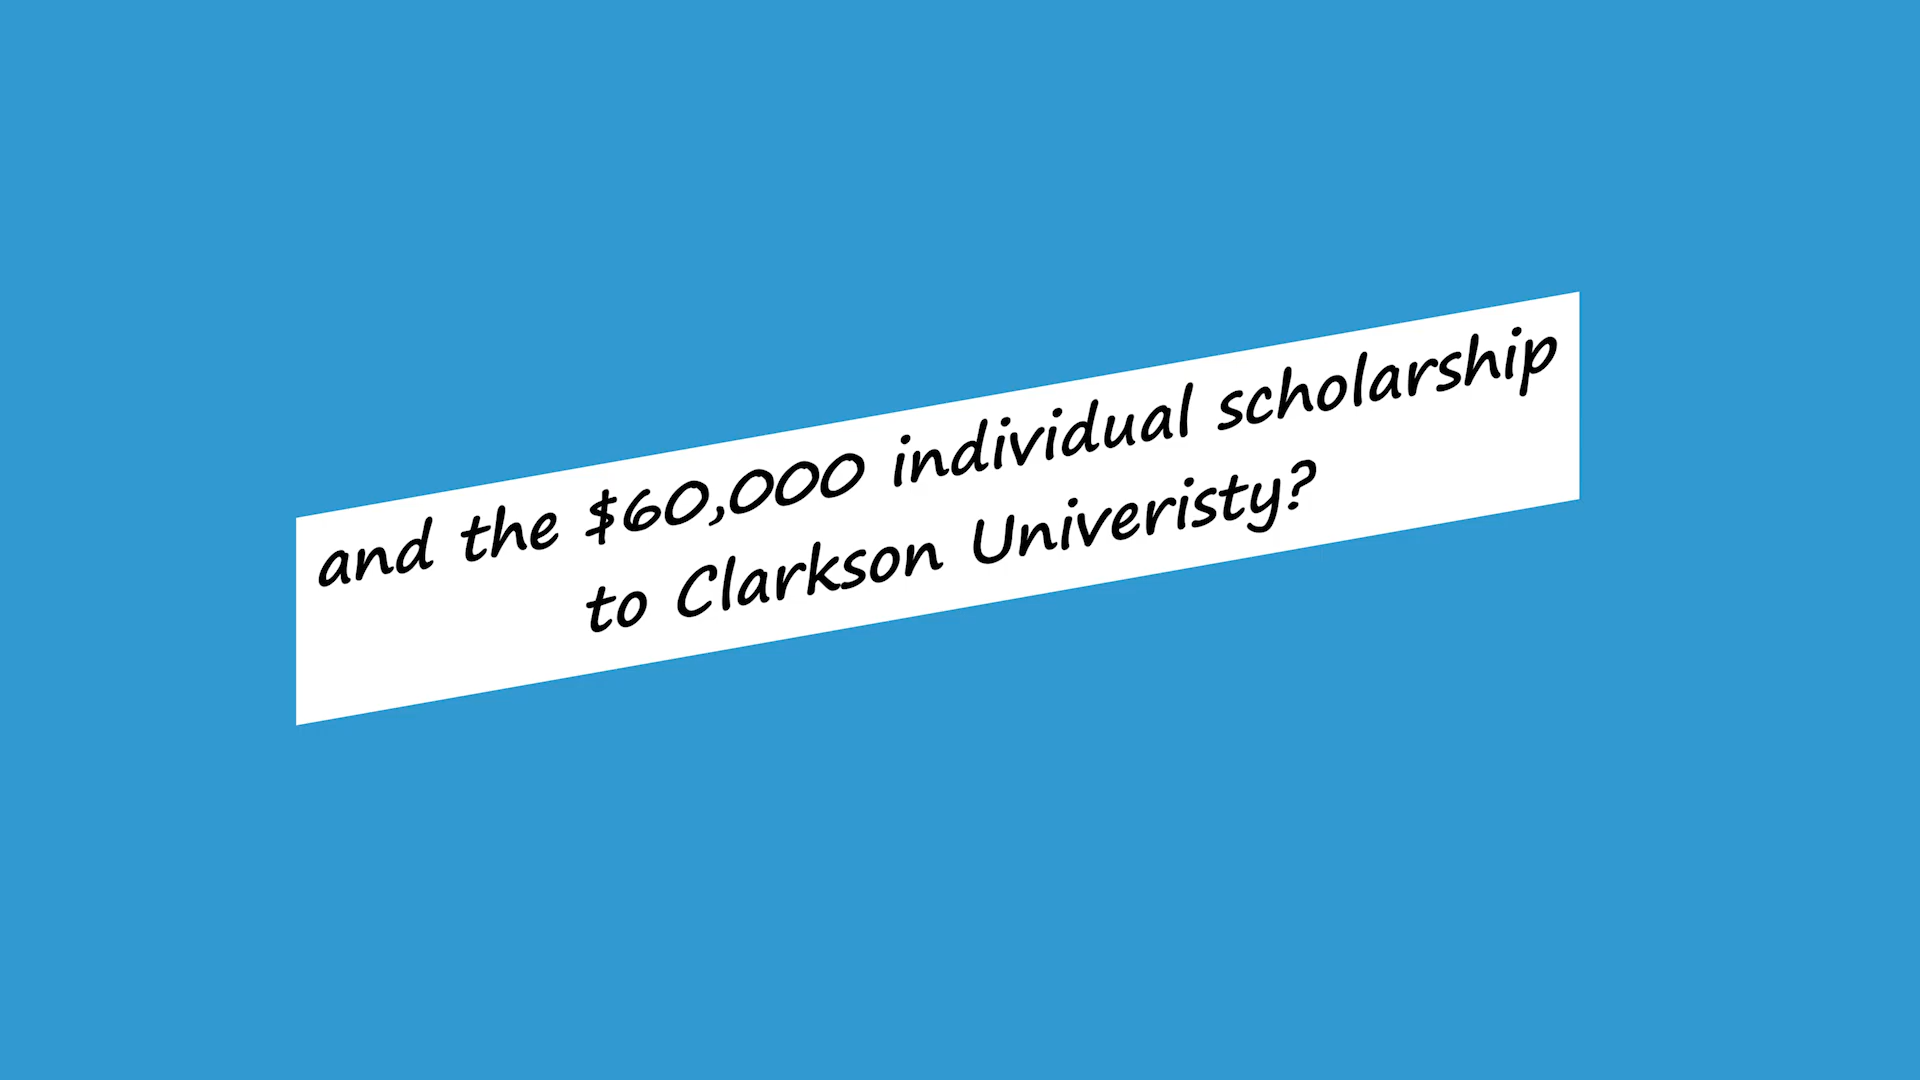 and the $60,000 individual scholarship
to Clarkson Univeristy?